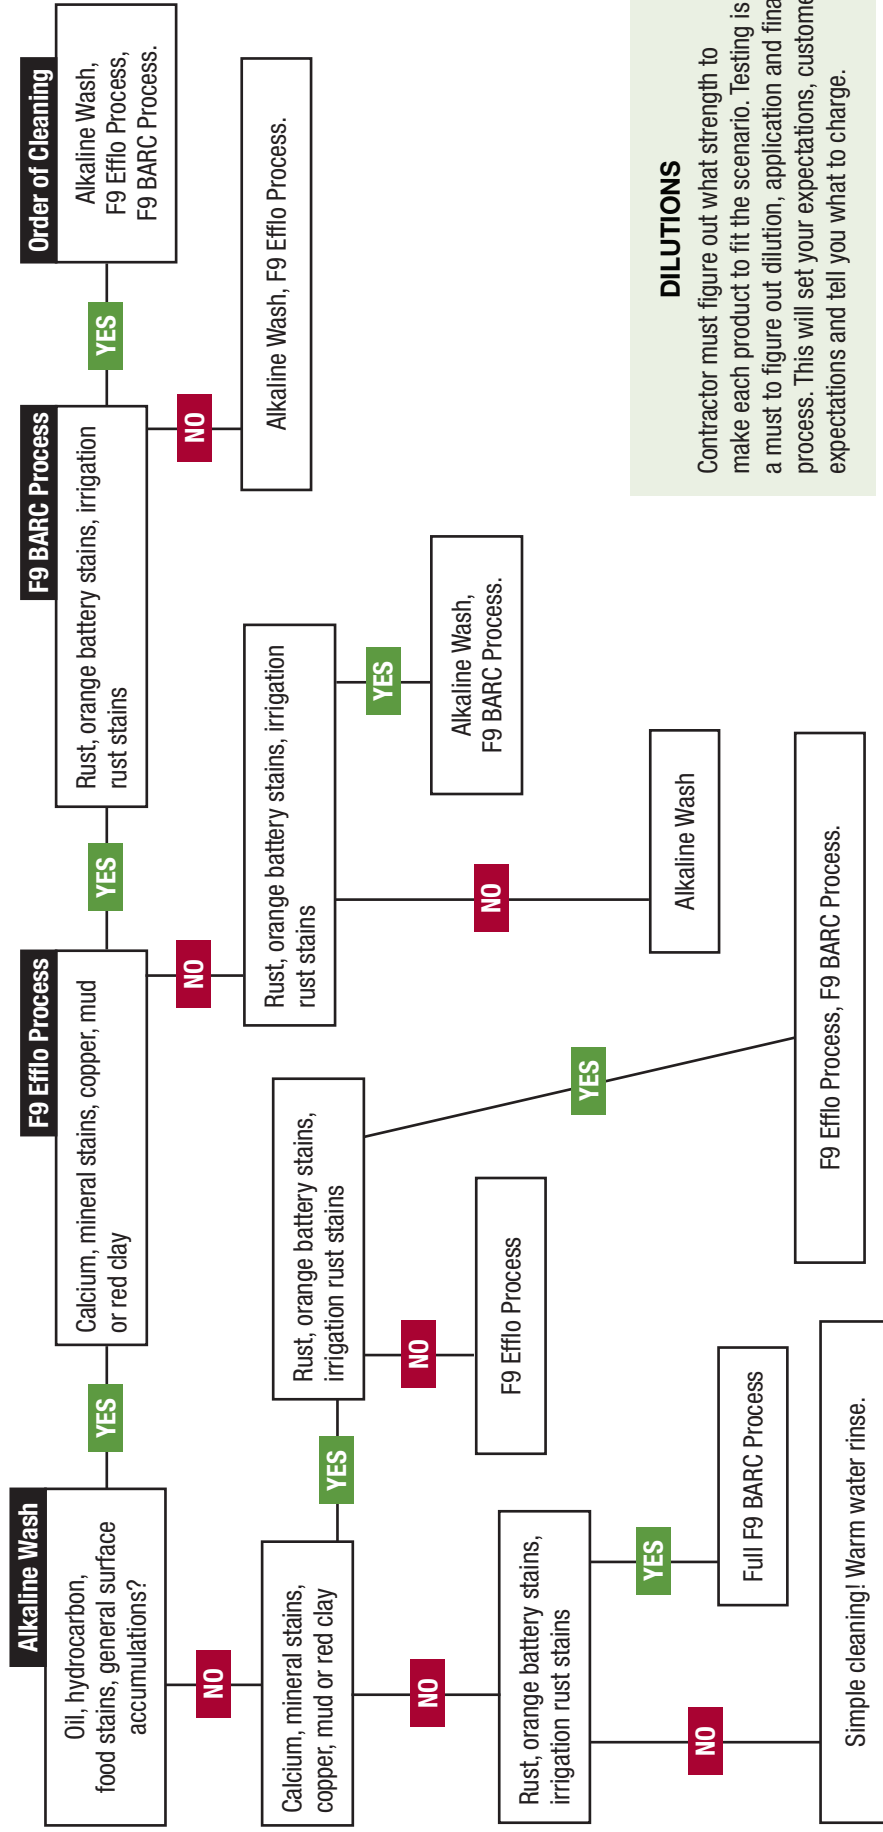 Alkaline Wash
Oil, hydrocarbon,
food stains, general surface
accumulations?
YES
F9 Efflo Process
Calcium, mineral stains, copper, mud
or red clay
YES
F9 BARC Process
Rust, orange battery stains, irrigation
rust stains
YES
Order of Cleaning
Alkaline Wash,
F9 Efflo Process,
F9 BARC Process.
NO
Alkaline Wash, F9 Efflo Process.
NO
Rust, orange battery stains, irrigation
rust stains
YES
Alkaline Wash,
F9 BARC Process.
NO
Alkaline Wash
NO
Calcium, mineral stains,
copper, mud or red clay
YES
Rust, orange battery stains,
irrigation rust stains
YES
F9 Efflo Process, F9 BARC Process.
NO
F9 Efflo Process
NO
Rust, orange battery stains,
irrigation rust stains
YES
Full F9 BARC Process
NO
Simple cleaning! Warm water rinse.
DILUTIONS
Contractor must figure out what strength to
make each product to fit the scenario. Testing is
a must to figure out dilution, application and
process. This will set your expectations,
expectations and tell you what to charge.